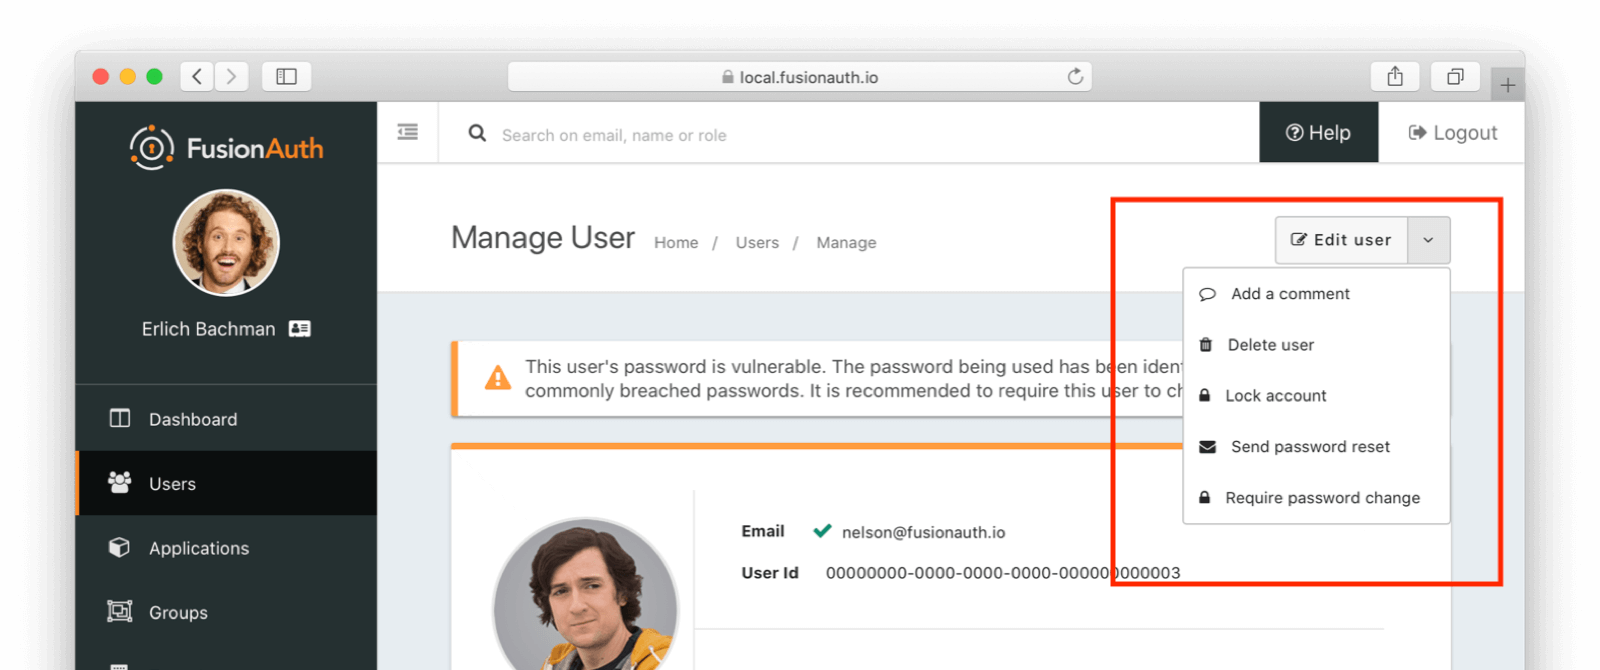 local.fusionauth.io
FusionAuth
Search on email, name or role
Help
Logout
Manage User
Home / Users / Manage
Edit user
Add a comment
Delete user
Lock account
Send password reset
Require password change
Erlich Bachman
Dashboard
Users
Applications
Groups
This user's password is vulnerable. The password being used has been
commonly breached passwords. It is recommended to require this user to
Email nelson@fusionauth.io
User Id 00000000-0000-0000-0000-000000000003